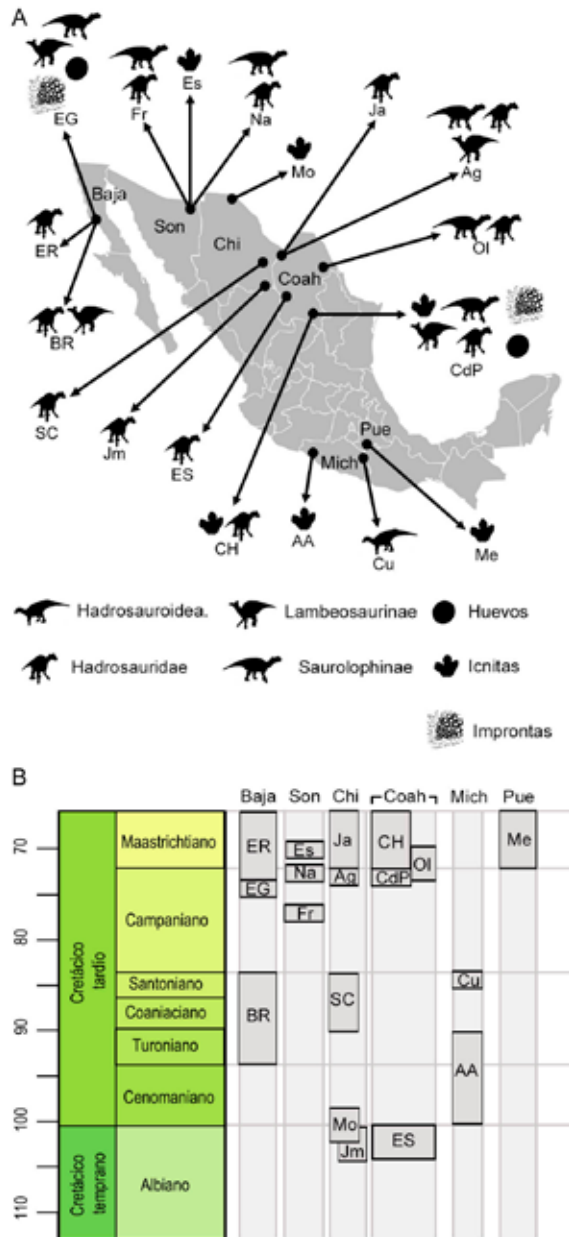 A
EG
Fr
Es
Na
Ja
Mo
Ag
Baja
Son
Chi
Coah
ER
OI
BR
CdP
SC
Jm
ES
Pue
Mich
CH
AA
Cu
Me
Hadrosauroidea.
Lambeosaurinae
Huevos
Hadrosauridae
Saurolophinae
Icnitas
Improntas
B
Baja Son Chi Coah Mich Pue
70
80
90
100
110
Cretácico tardío
Cretácico temprano
Maastrichtiano
Campaniano
Santoniano
Coaniaciano
Turoniano
Cenomaniano
Albiano
ER
EG
BR
Es
Na
Fr
Ja
Ag
SC
Mo
Jm
CH
OI
CdP
ES
Cu
AA
Me